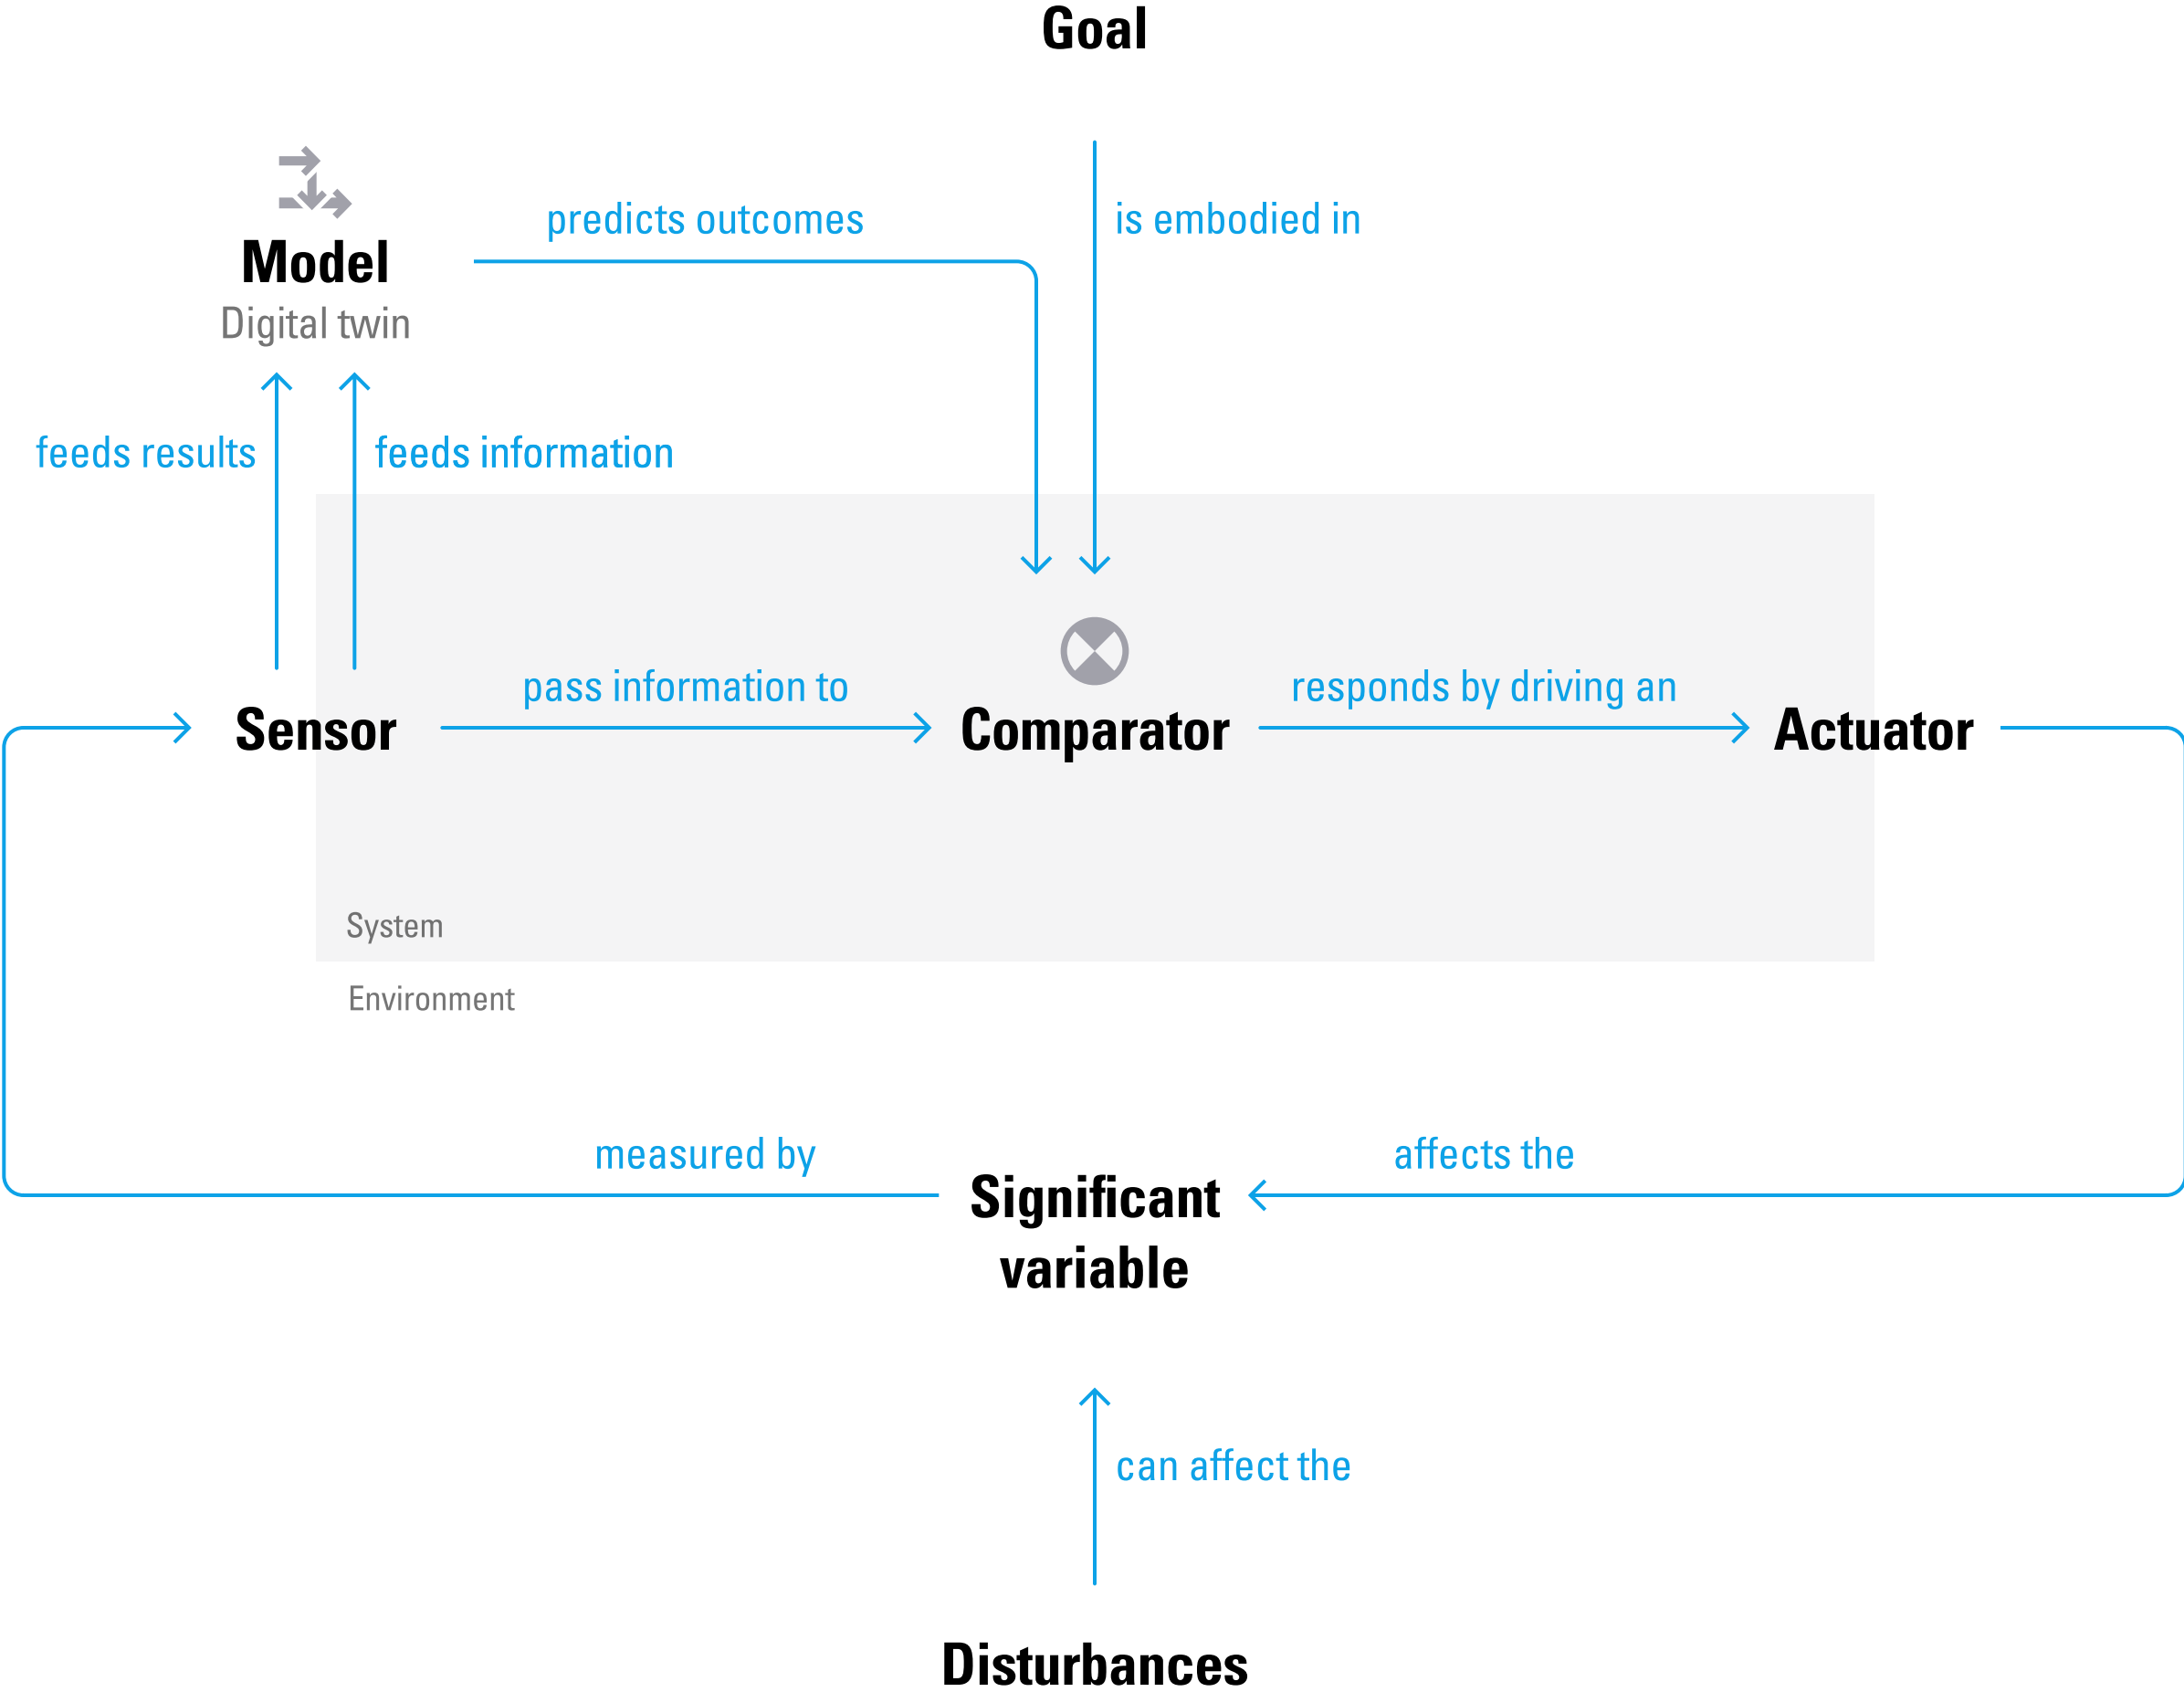 Goal
predicts outcomes
is embodied in
Model
Digital twin
feeds results
feeds information
pass information to
responds by driving an
Sensor
Comparator
Actuator
System
Environment
measured by
affects the
Significant
variable
can affect the
Disturbances